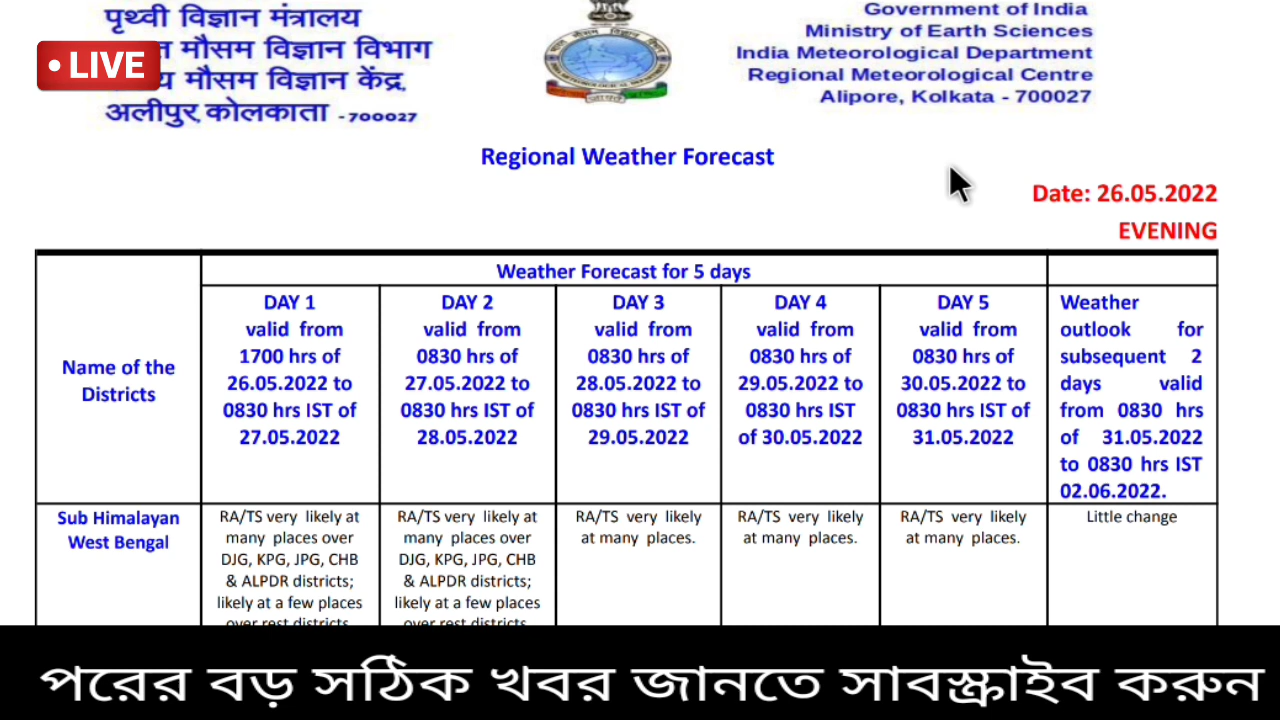 पृथ्वी विज्ञान मंत्रालय
मौसम विज्ञान विभाग
मौसम विज्ञान केंद्र,
अलीपुर, कोलकाता - 700027
• LIVE
Government of India
Ministry of Earth Sciences
India Meteorological Department
Regional Meteorological Centre
Alipore, Kolkata - 700027
Regional Weather Forecast
Date: 26.05.2022
EVENING
Name of the
Districts
Weather Forecast for 5 days
DAY 1
valid from
1700 hrs of
26.05.2022 to
0830 hrs IST of
27.05.2022
DAY 2
valid from
0830 hrs of
27.05.2022 to
0830 hrs IST of
28.05.2022
DAY 3
valid from
0830 hrs of
28.05.2022 to
0830 hrs IST of
29.05.2022
DAY 4
valid from
0830 hrs of
29.05.2022 to
0830 hrs IST
of 30.05.2022
DAY 5
valid from
0830 hrs of
30.05.2022 to
0830 hrs IST of
31.05.2022
Weather
outlook for
subsequent 2
days valid
from 0830 hrs
of 31.05.2022
to 0830 hrs IST
02.06.2022.
Sub Himalayan
West Bengal
RA/TS very likely at
many places over
DJG, KPG, JPG, CHB
& ALPDR districts;
likely at a few places
over rest districts
RA/TS very likely at
many places over
DJG, KPG, JPG, CHB
& ALPDR districts;
likely at a few places
over rest districts
RA/TS very likely
at many places.
RA/TS very likely
at many places.
RA/TS very likely
at many places.
Little change
পরের বড় সঠিক খবর জানতে সাবস্ক্রাইব করুন